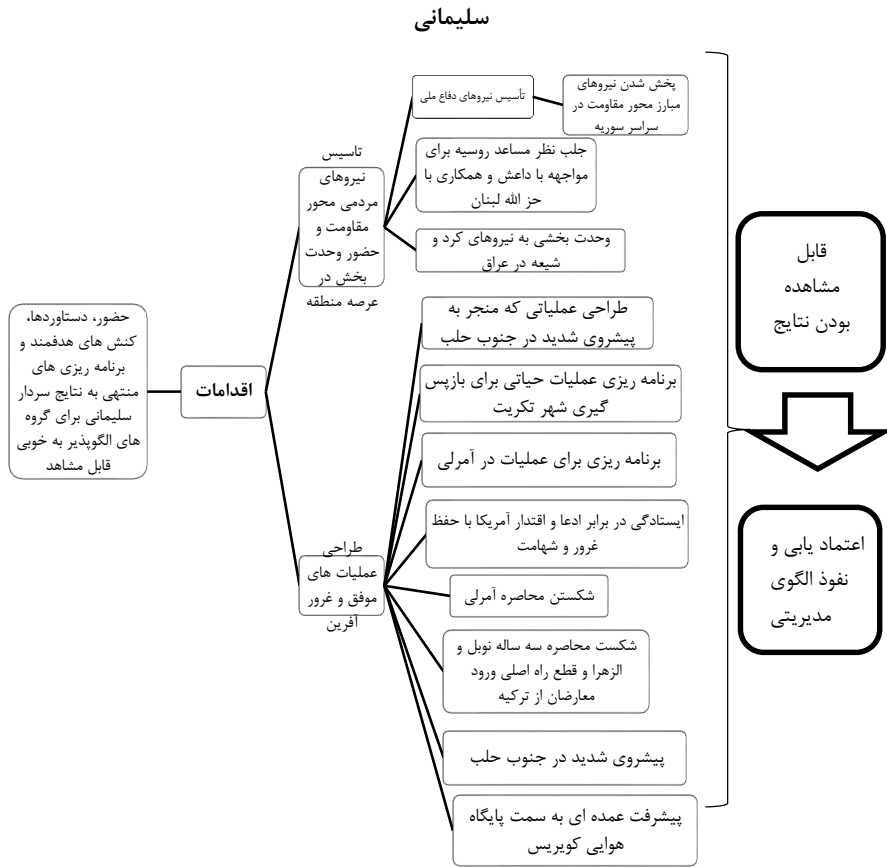 سلیمانی
پخش شدن نیروهای
مبارز محور مقاومت در
سراسر سوریه
تأسیس نیروهای دفاع ملی
جلب نظر مساعد روسیه برای
مواجهه با داعش و همکاری با
حز الله لبنان
وحدت بخشی به نیروهای کرد و
شیعه در عراق
تاسیس
نیروهای
مردمی محور
مقاومت و
حضور وحدت
بخش در
عرصه منطقه
طراحی عملیاتی که منجر به
پیشروی شدید در جنوب حلب
برنامه ریزی عملیات حیاتی برای بازپس
گیری شهر تکریت
برنامه ریزی برای عملیات در آمرلی
ایستادگی در برابر ادعا و اقتدار آمریکا با حفظ
غرور و شهامت
شکستن محاصره آمرلی
شکست محاصره سه ساله نوبل و
الزهرا و قطع راه اصلی ورود
معارضان از ترکیه
پیشروی شدید در جنوب حلب
پیشرفت عمده ای به سمت پایگاه
هوایی کویریس
طراحی
عملیات های
موفق و غرور
آفرین
اقدامات
حضور، دستاوردها،
کنش های هدفمند و
برنامه ریزی های
منتهی به نتایج سردار
سلیمانی برای گروه
های الگوپذیر به خوبی
قابل مشاهد
قابل
مشاهده
بودن نتایج
اعتماد یابی و
نفوذ الگوی
مدیریتی